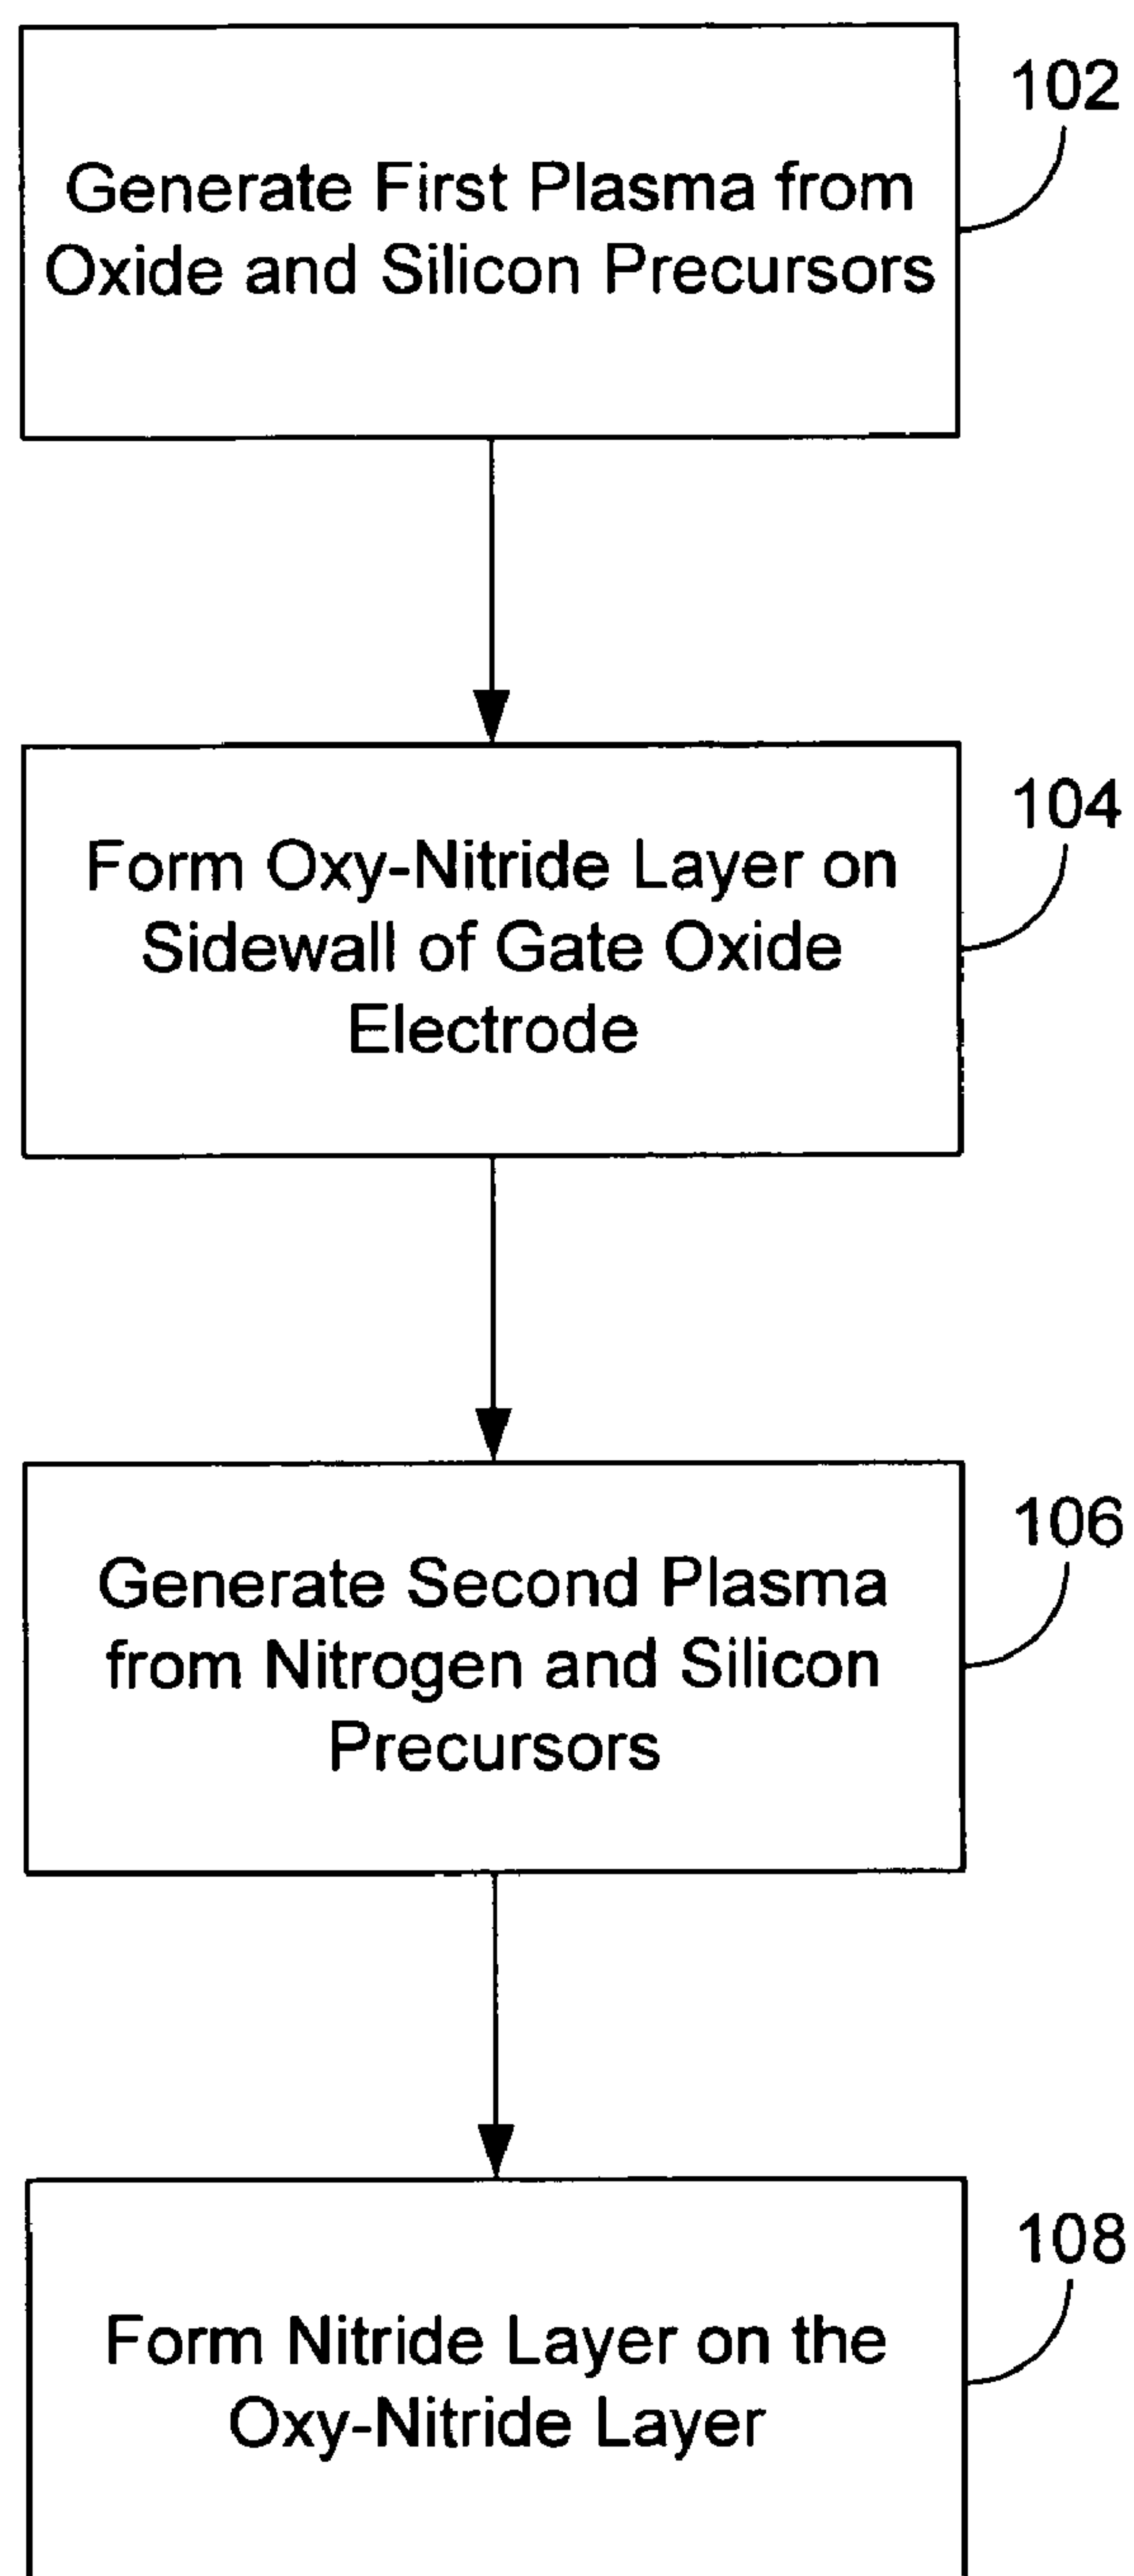 102
Generate First Plasma from
Oxide and Silicon Precursors
104
Form Oxy-Nitride Layer on
Sidewall of Gate Oxide
Electrode
106
Generate Second Plasma
from Nitrogen and Silicon
Precursors
108
Form Nitride Layer on the
Oxy-Nitride Layer